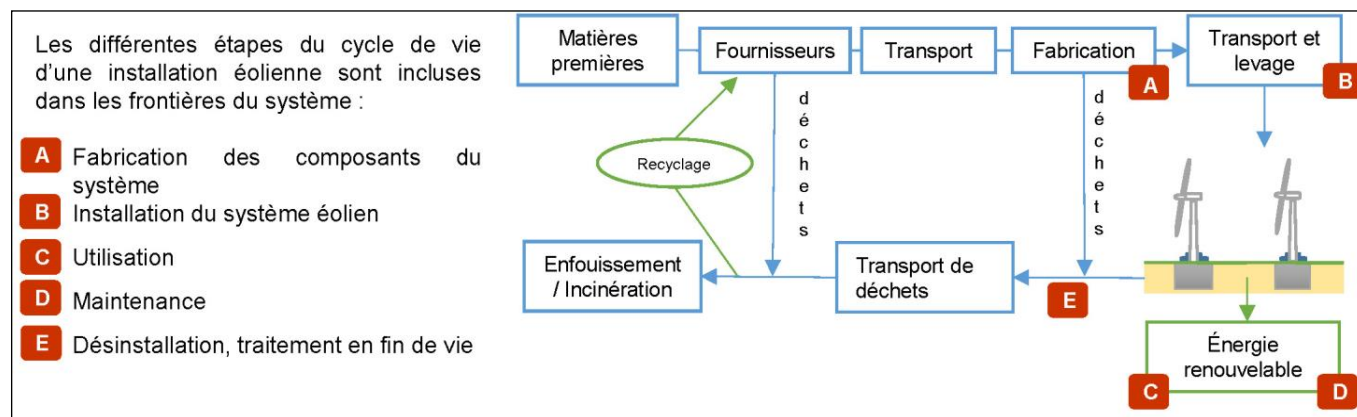 Les différentes étapes du cycle de vie
d'une installation éolienne sont incluses
dans les frontières du système :
A Fabrication des composants du
système
B Installation du système éolien
C Utilisation
D Maintenance
E Désinstallation, traitement en fin de vie
Matières
premières
Fournisseurs
Transport
Fabrication
A
Transport et
levage
B
déchets
déchets
Recyclage
Enfouissement
/ Incinération
Transport de
déchets
E
Énergie
renouvelable
C
D